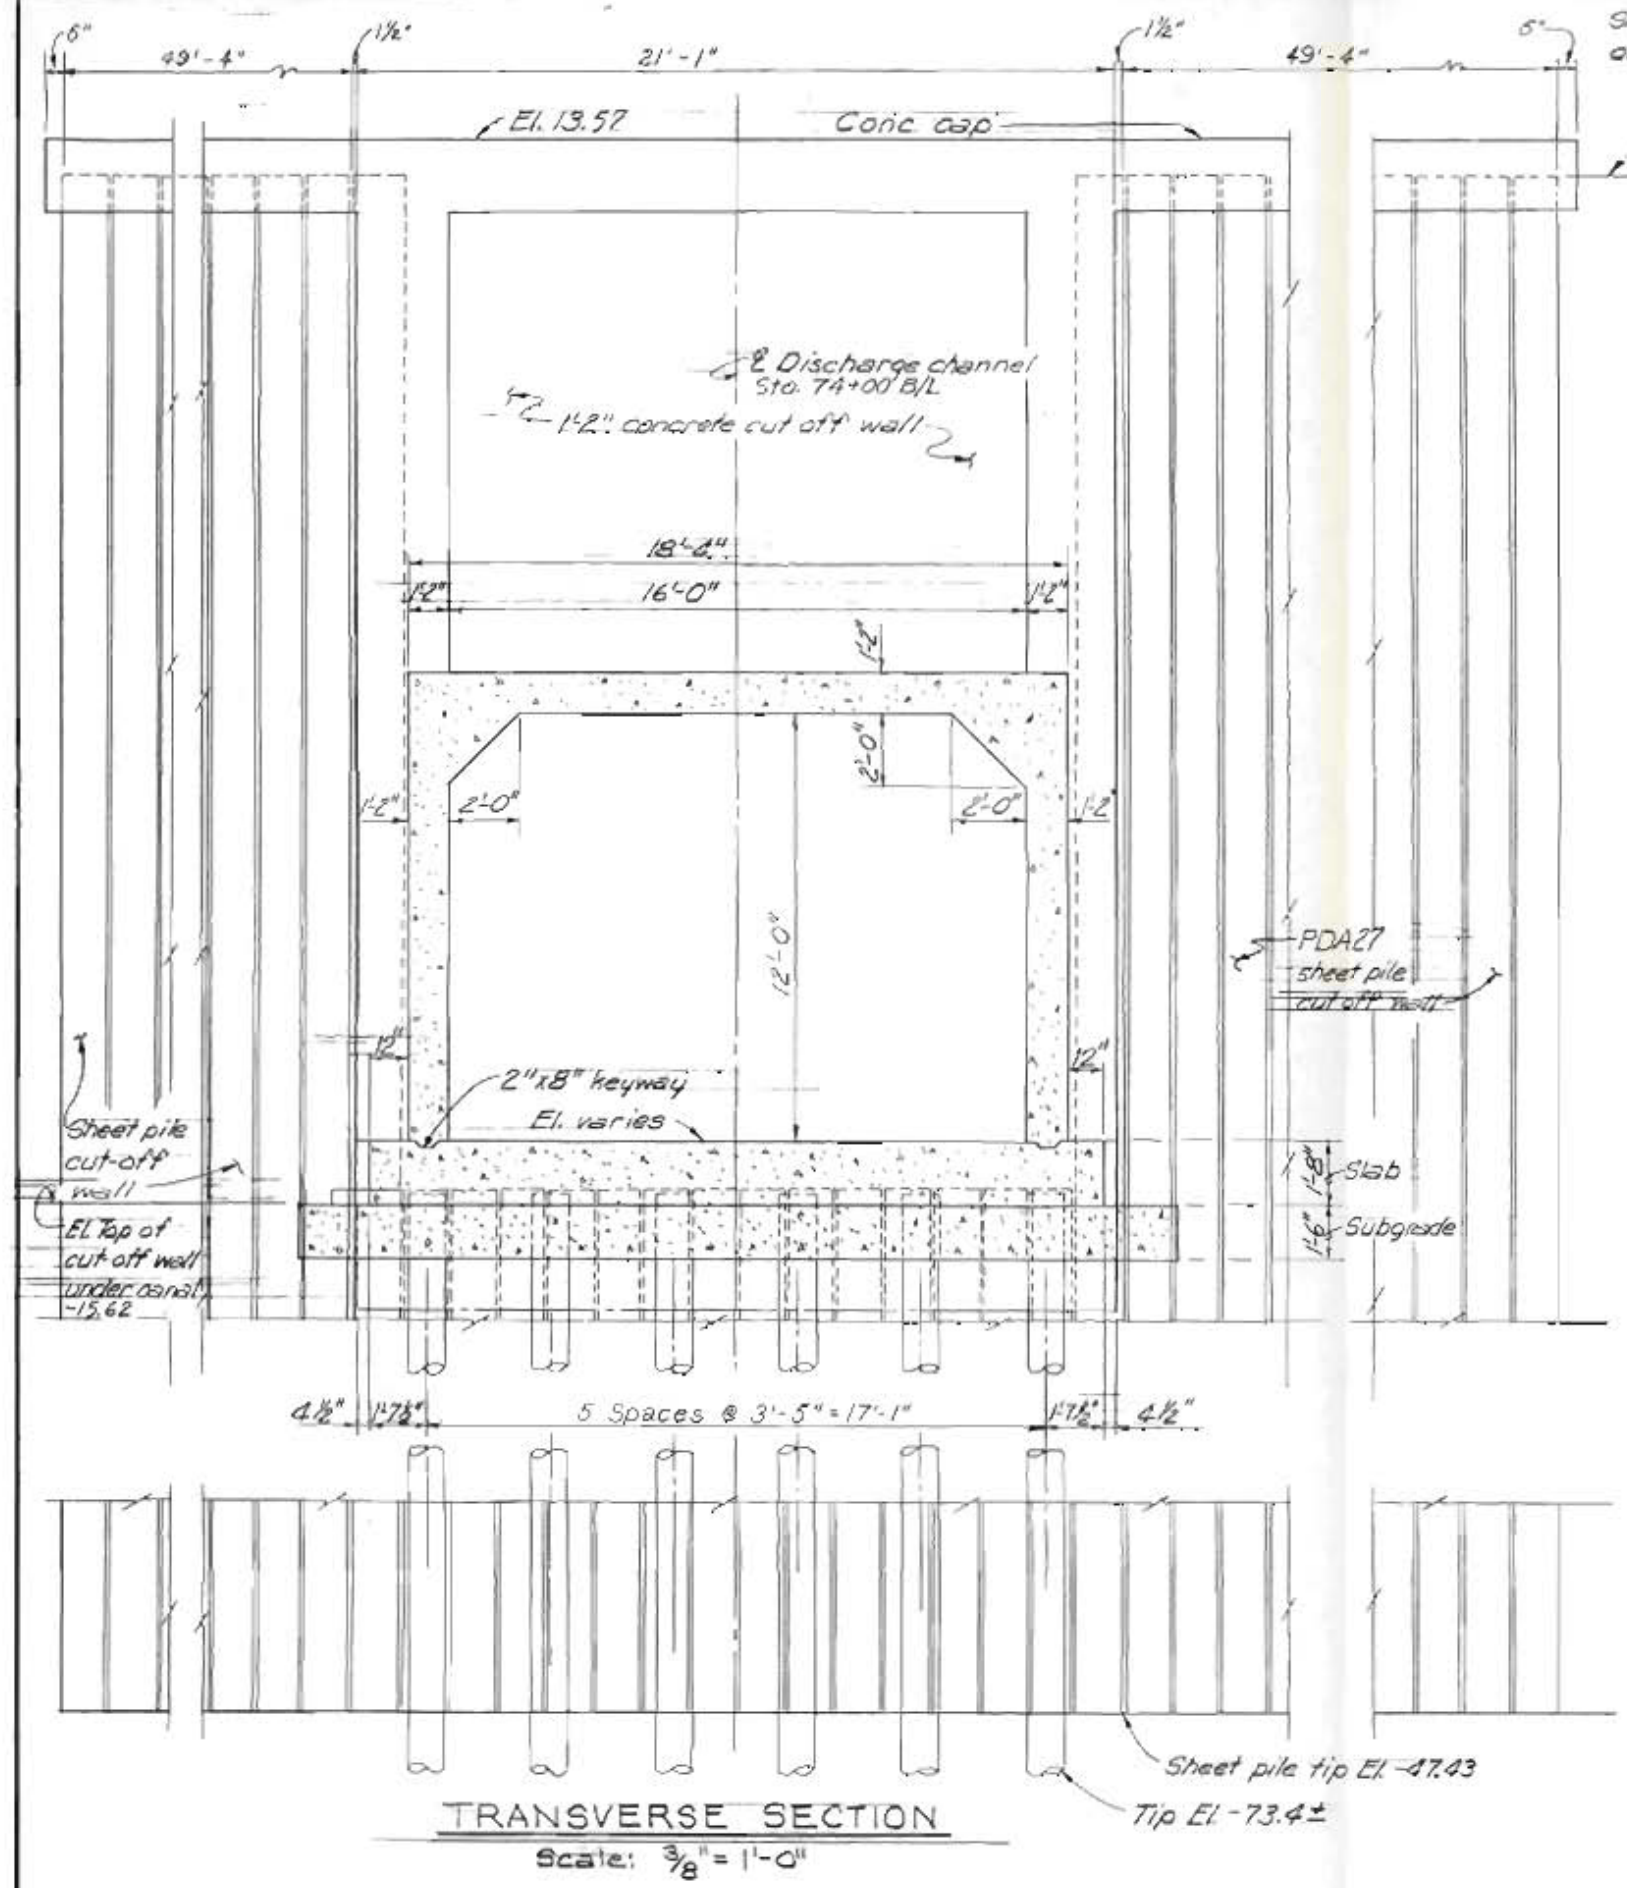 6"
49'-4"
1½"
21'-1"
1½"
49'-4"
6"
El. 13.57
Conc cap
℄ Discharge channel
Sta. 74+00 B/L
1'-2" concrete cut off wall
18'-4"
1'-2"
16'-0"
1'-2"
1'-2"
2'-0"
1'-2"
2'-0"
2'-0"
1'-2"
12'-0"
PDA27
sheet pile
cut off wall
12"
12"
2"x8" keyway
El. varies
Sheet pile
cut-off
wall
El. Top of
cut off wall
under canal
-15.62
1'-8"
Slab
1'-6"
Subgrade
4½"
1'-7½"
5 Spaces @ 3'-5" = 17'-1"
1'-7½"
4½"
Sheet pile tip El. -47.43
Tip El. -73.4±
TRANSVERSE SECTION
Scale: 3/8" = 1'-0"